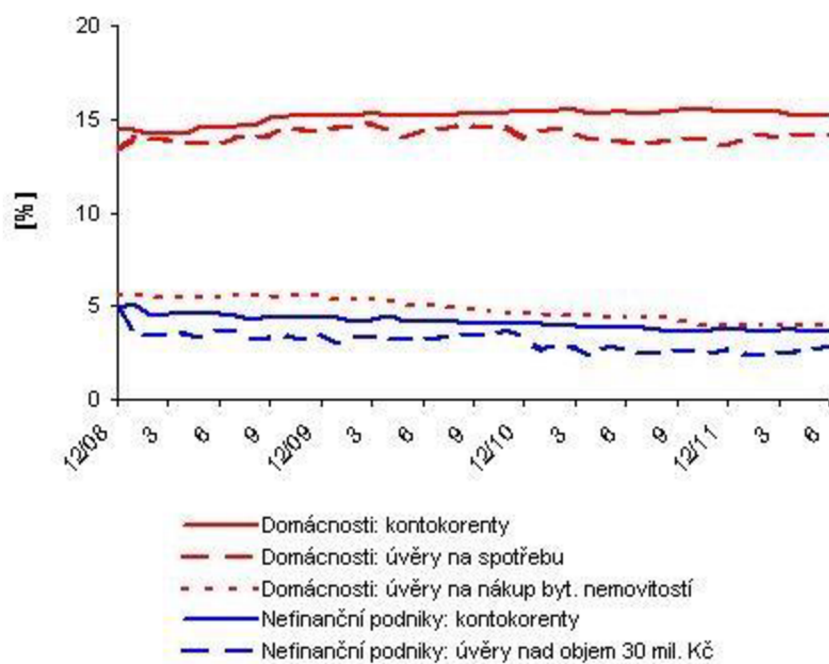 20
15
10
5
0
[%]
12/08 3 6 9 12/09 3 6 9 12/10 3 6 9 12/11 3 6
Domácnosti: kontokorenty
Domácnosti: úvěry na spotřebu
Domácnosti: úvěry na nákup byt. nemovitostí
Nefinanční podniky: kontokorenty
Nefinanční podniky: úvěry nad objem 30 mil. Kč